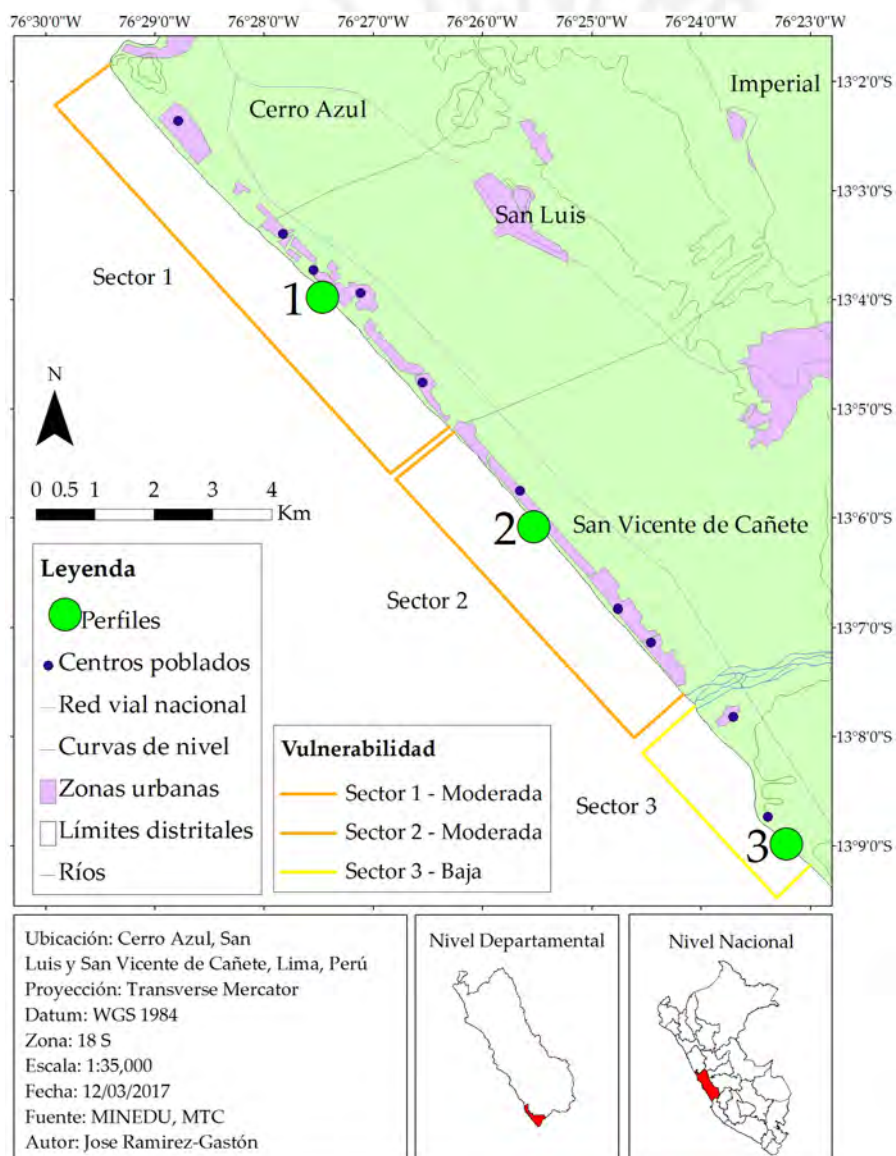 76°30'0"W 76°29'0"W 76°28'0"W 76°27'0"W 76°26'0"W 76°25'0"W 76°24'0"W 76°23'0"W
13°2'0"S
13°3'0"S
13°4'0"S
13°5'0"S
13°6'0"S
13°7'0"S
13°8'0"S
13°9'0"S
Imperial
Cerro Azul
San Luis
Sector 1
1
N
0 0.5 1 2 3 4
Km
2
San Vicente de Cañete
Sector 2
Sector 3
3
Leyenda
Perfiles
Centros poblados
Red vial nacional
Curvas de nivel
Zonas urbanas
Límites distritales
Ríos
Vulnerabilidad
Sector 1 - Moderada
Sector 2 - Moderada
Sector 3 - Baja
Ubicación: Cerro Azul, San
Luis y San Vicente de Cañete, Lima, Perú
Proyección: Transverse Mercator
Datum: WGS 1984
Zona: 18 S
Escala: 1:35,000
Fecha: 12/03/2017
Fuente: MINEDU, MTC
Autor: Jose Ramirez-Gastón
Nivel Departamental
Nivel Nacional